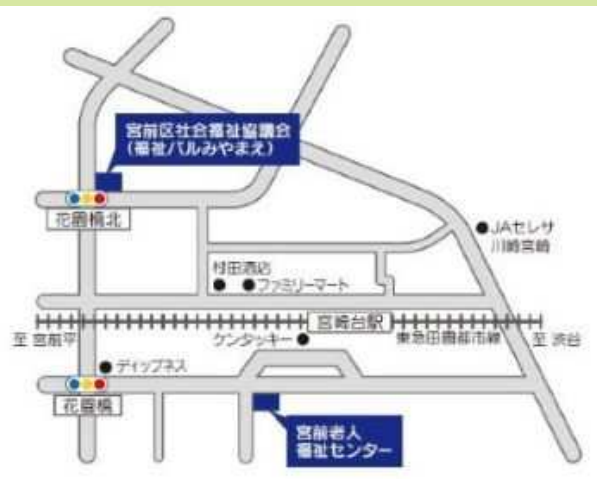 宮前区社会福祉協議会
(福祉パルみやまえ)
花園橋北
JAセレサ
川崎宮崎
村田酒店
ファミリーマート
宮崎台駅
至 宮前平
ケンタッキー
東急田園都市線
至 渋谷
ディップネス
花園橋
宮前老人
福祉センター